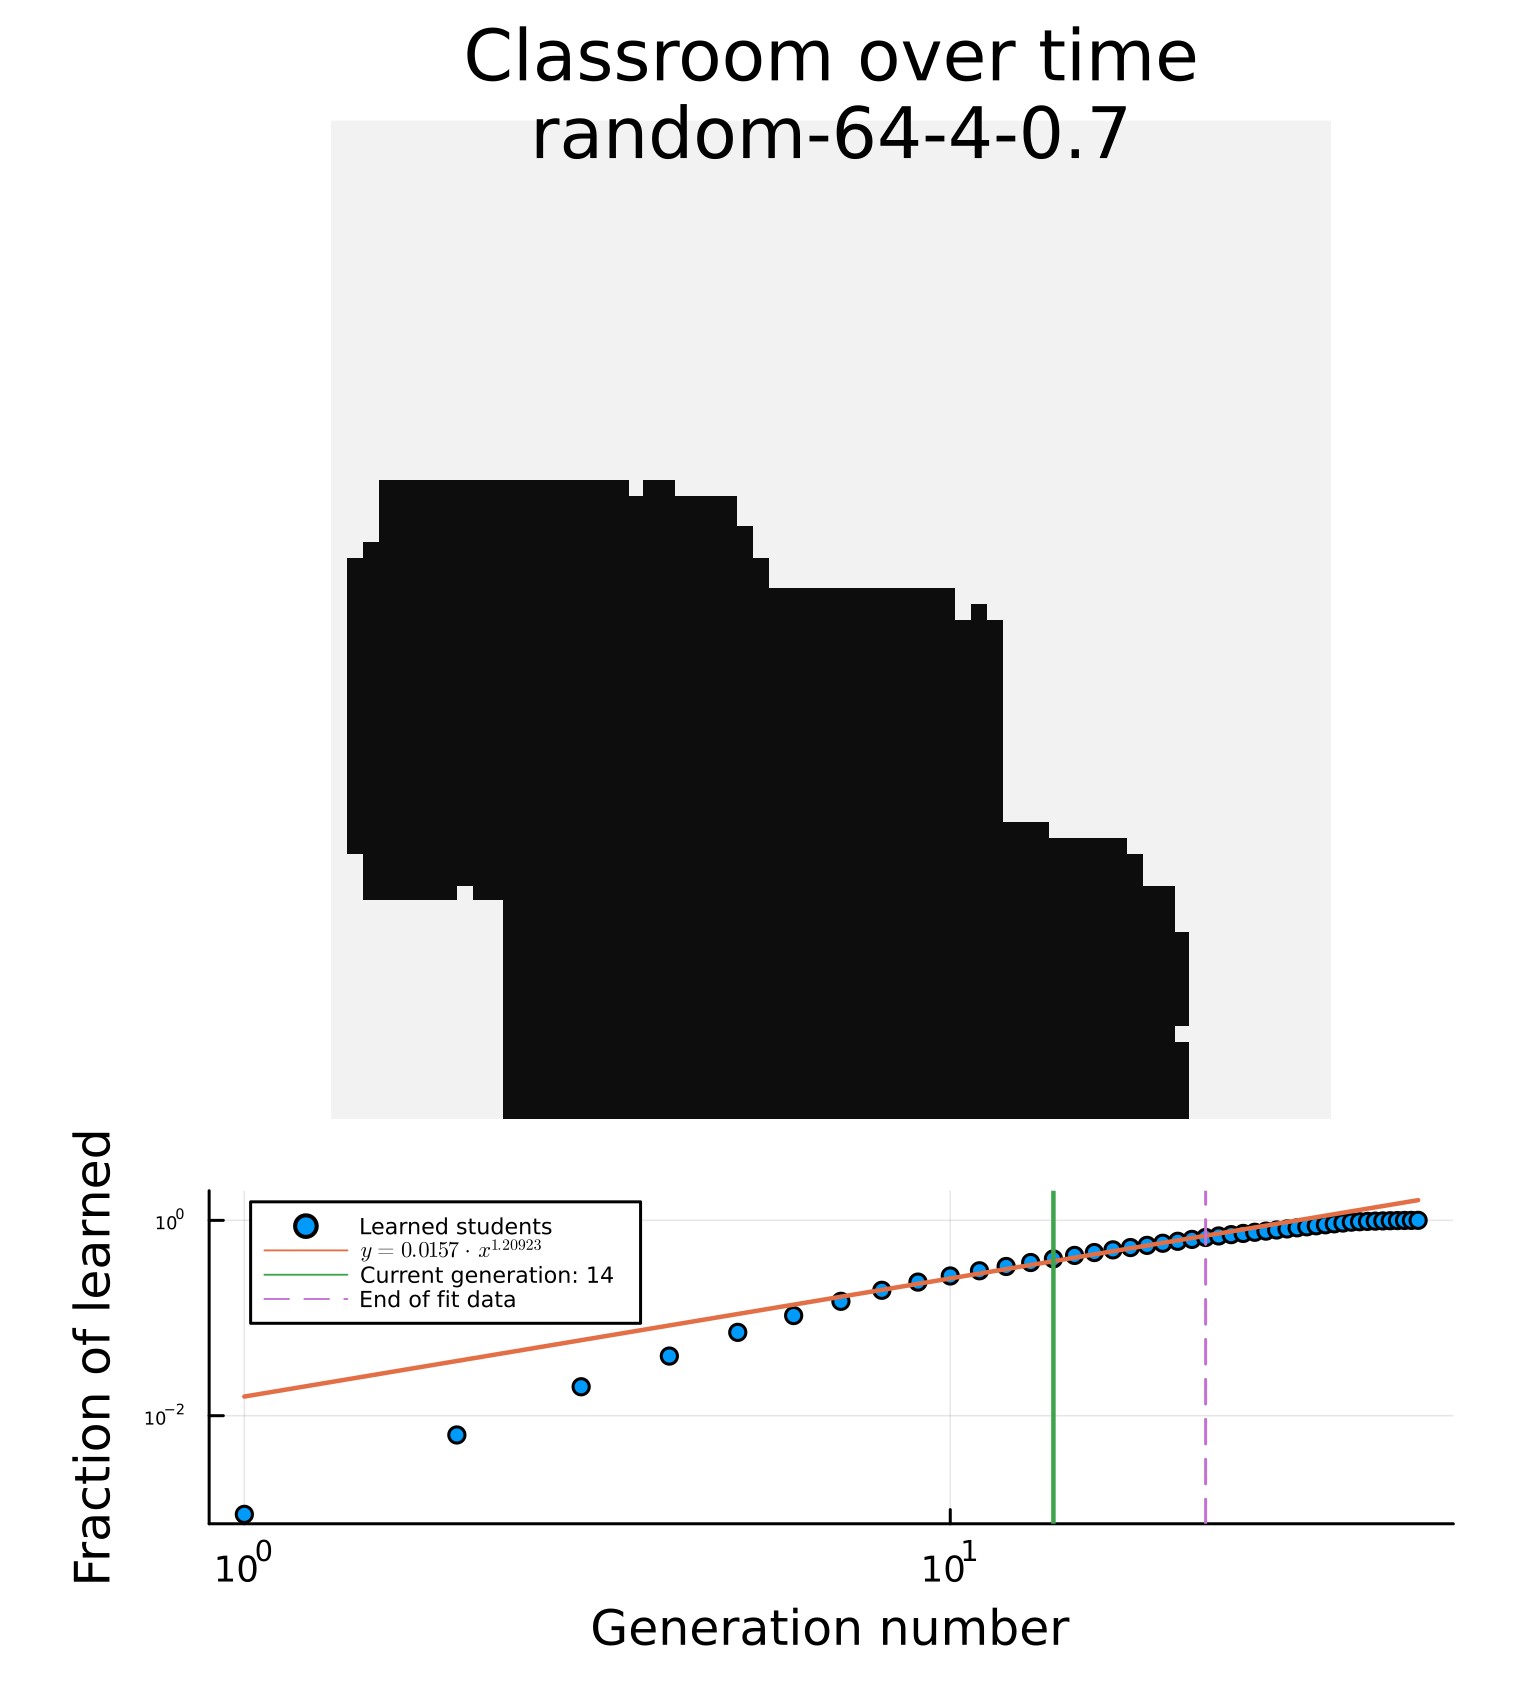 Classroom over time
random-64-4-0.7
Fraction of learned
10⁰
10⁻²
Learned students
y = 0.0157 · x^1.20923
Current generation: 14
End of fit data
10⁰
10¹
Generation number